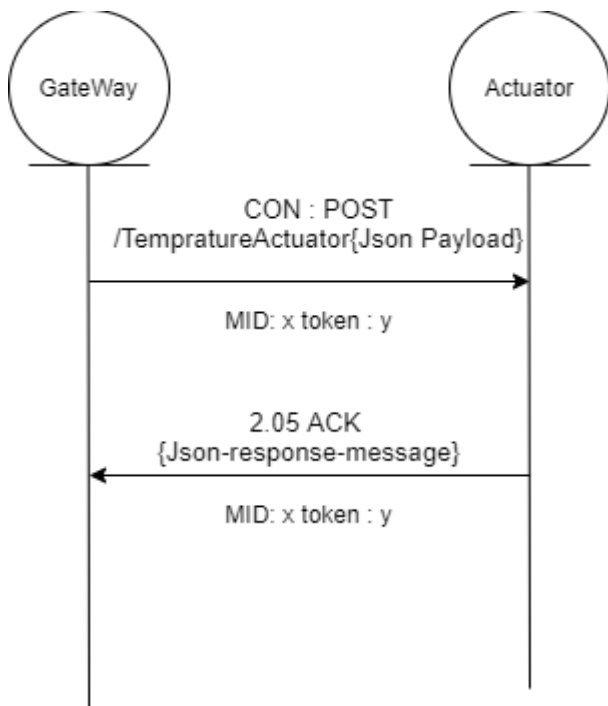 GateWay
Actuator
CON : POST
/TempratureActuator{Json Payload}
MID: x token : y
2.05 ACK
{Json-response-message}
MID: x token : y